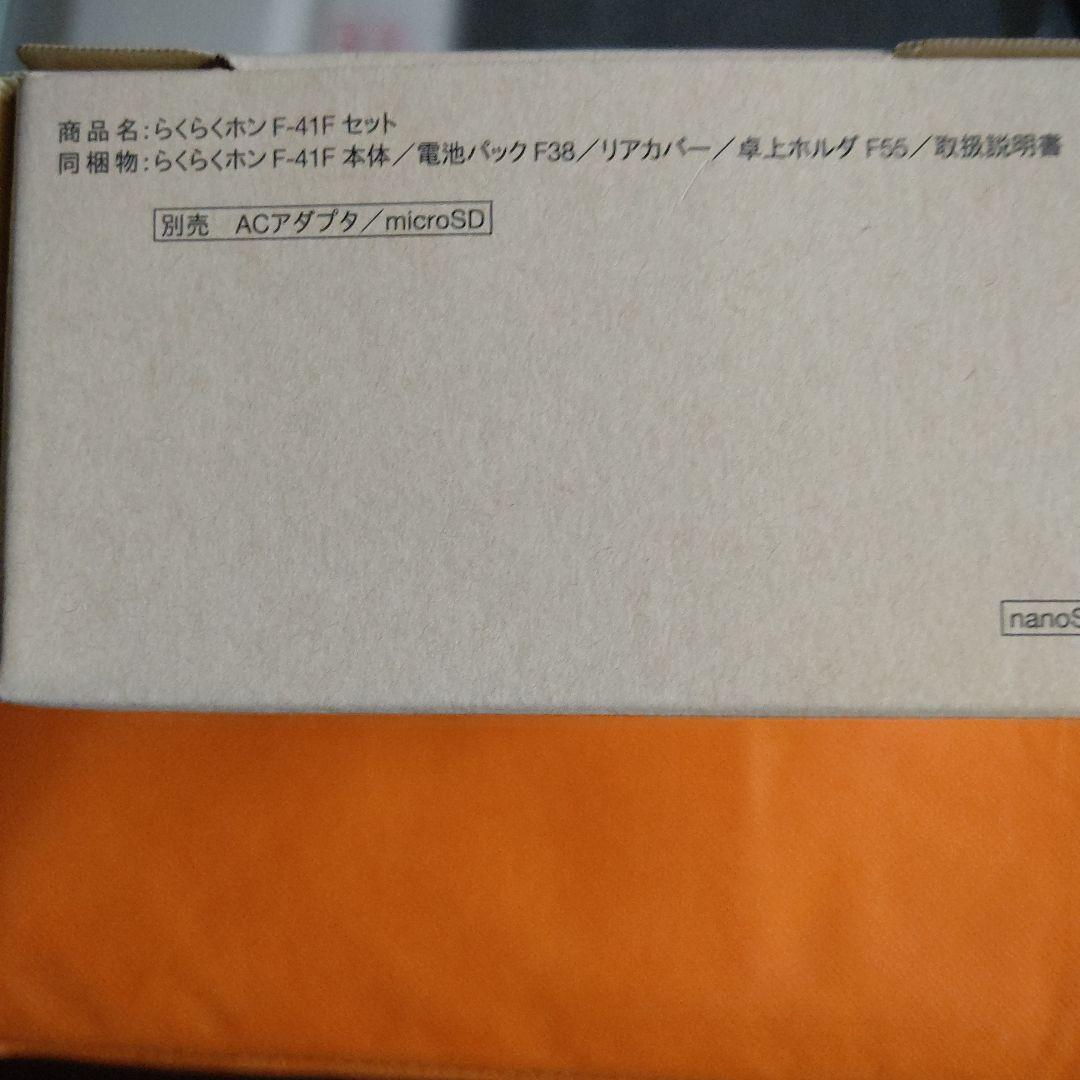 商品名:らくらくホン F-41F セット
同梱物:らくらくホン F-41F 本体／電池パック F38／リアカバー／卓上ホルダ F55／取扱説明書
別売　ACアダプタ／microSD
nanoS